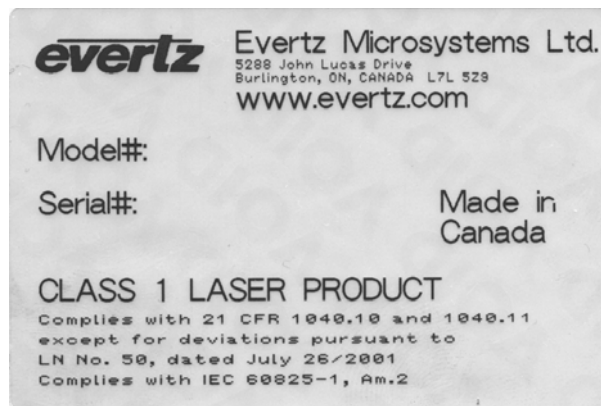 evertz
Evertz Microsystems Ltd.
5288 John Lucas Drive
Burlington, ON, CANADA L7L 5Z9
www.evertz.com
Model#:
Serial#:
Made in
Canada
CLASS 1 LASER PRODUCT
Complies with 21 CFR 1040.10 and 1040.11
except for deviations pursuant to
LN No. 50, dated July 26/2001
Complies with IEC 60825-1, Am.2